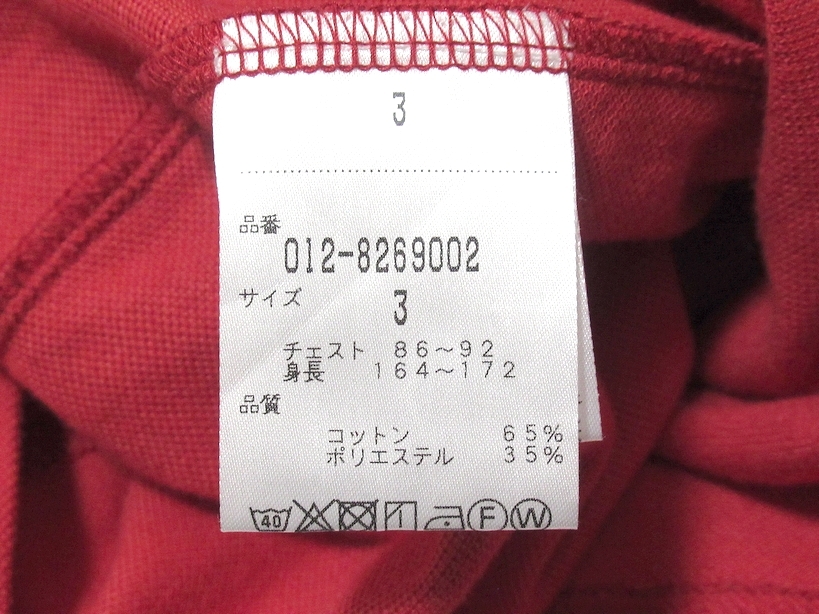 3
品番
012-8269002
サイズ 3
チェスト 86～92
身長 164～172
品質
コットン 65%
ポリエステル 35%
40 F W